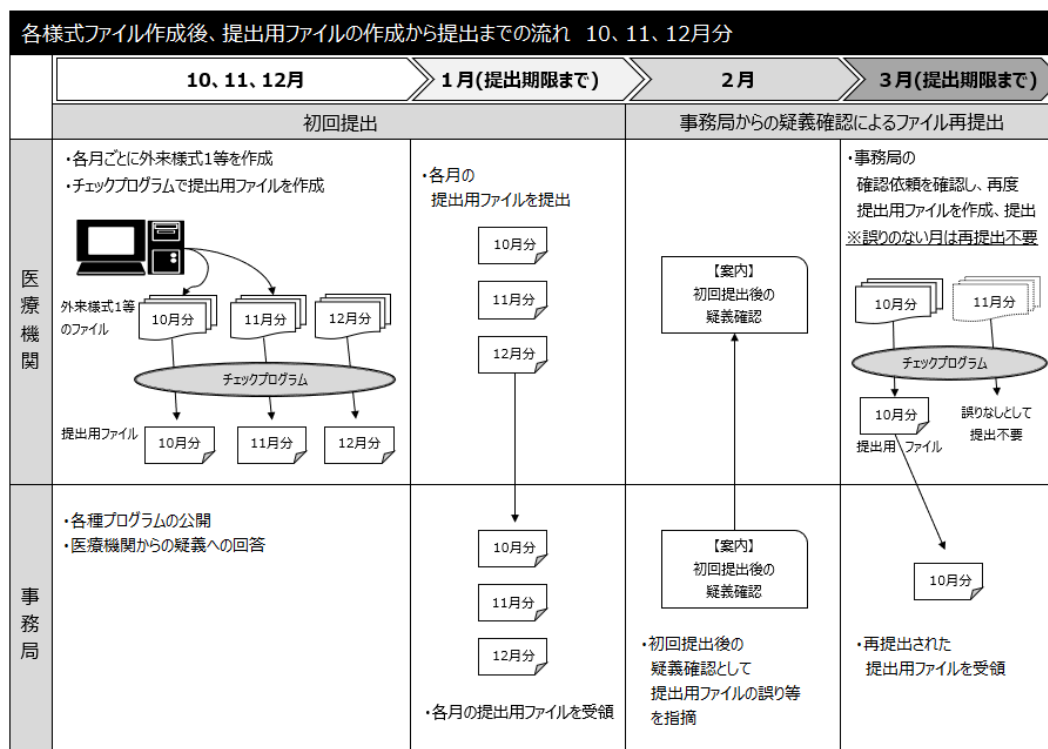 各様式ファイル作成後、提出用ファイルの作成から提出までの流れ 10、11、12月分
10、11、12月
1月(提出期限まで)
2月
3月(提出期限まで)
初回提出
事務局からの疑義確認によるファイル再提出
医療機関
・各月ごとに外来様式1等を作成
・チェックプログラムで提出用ファイルを作成
外来様式1等
のファイル
10月分
11月分
12月分
チェックプログラム
提出用ファイル
10月分
11月分
12月分
・各月の
提出用ファイルを提出
10月分
11月分
12月分
【案内】
初回提出後の
疑義確認
・事務局の
確認依頼を確認し、再度
提出用ファイルを作成、提出
※誤りのない月は再提出不要
10月分
11月分
チェックプログラム
10月分
提出用 ファイル
誤りなしとして
提出不要
事務局
・各種プログラムの公開
・医療機関からの疑義への回答
10月分
11月分
12月分
・各月の提出用ファイルを受領
【案内】
初回提出後の
疑義確認
・初回提出後の
疑義確認として
提出用ファイルの誤り等
を指摘
10月分
・再提出された
提出用ファイルを受領